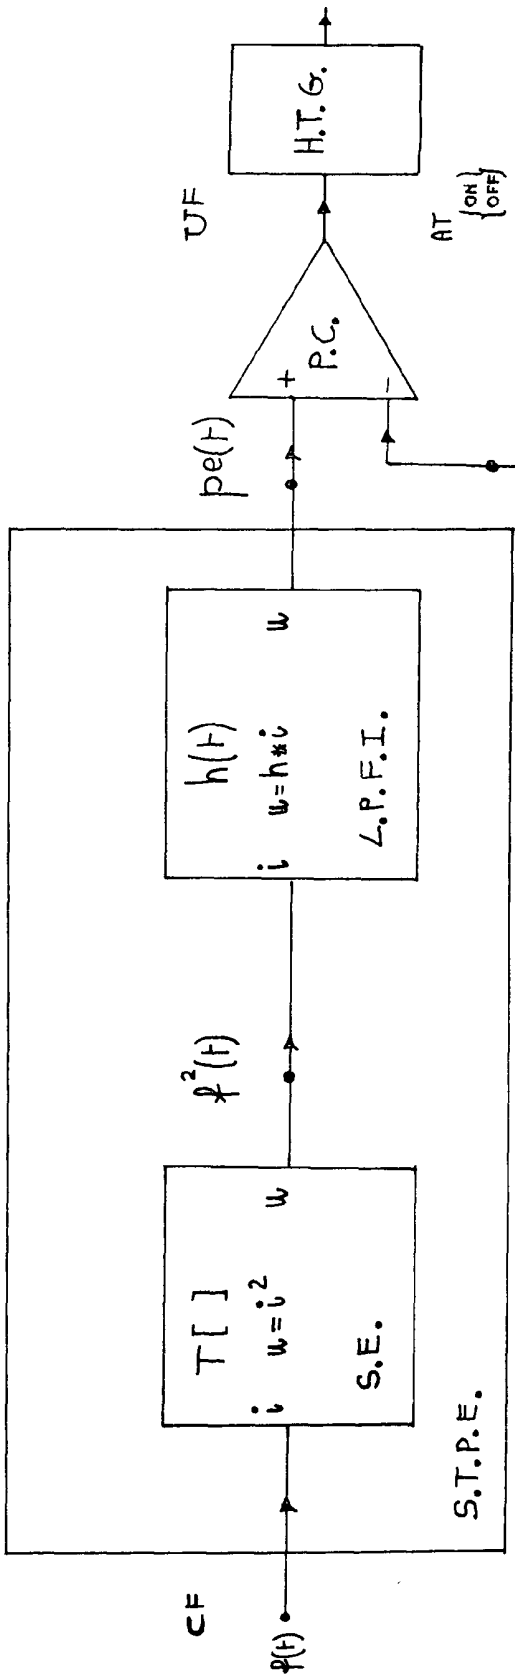 CF
f(t)
T[ ]
i u=i² u
S.E.
S.T.P.E.
f²(t)
h(t)
i u=h*i u
L.P.F.I.
pe(t)
+
-
P.C.
UF
AT {ON}
{OFF}
H.T.G.